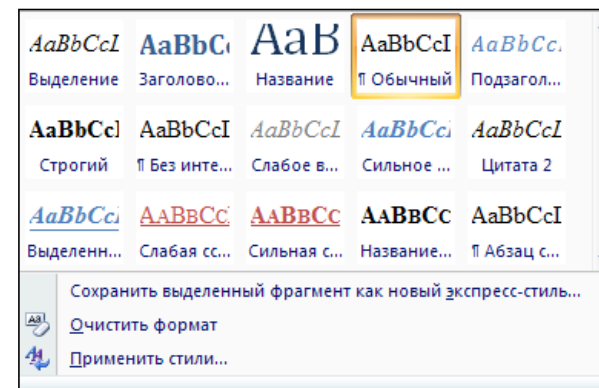 AaBbCcI AaBbC AaB AaBbCcI AaBbCc
Выделение Заголово... Название ¶ Обычный Подзагол...
AaBbCcI AaBbCcI AaBbCcI AaBbCcI AaBbCcI
Строгий ¶ Без инте... Слабое в... Сильное ... Цитата 2
AaBbCcI AaBbCc AaBbCc AaBbCc AaBbCcI
Выделенн... Слабая сс... Сильная с... Название... ¶ Абзац с...
Сохранить выделенный фрагмент как новый экспресс-стиль...
Очистить формат
Применить стили...